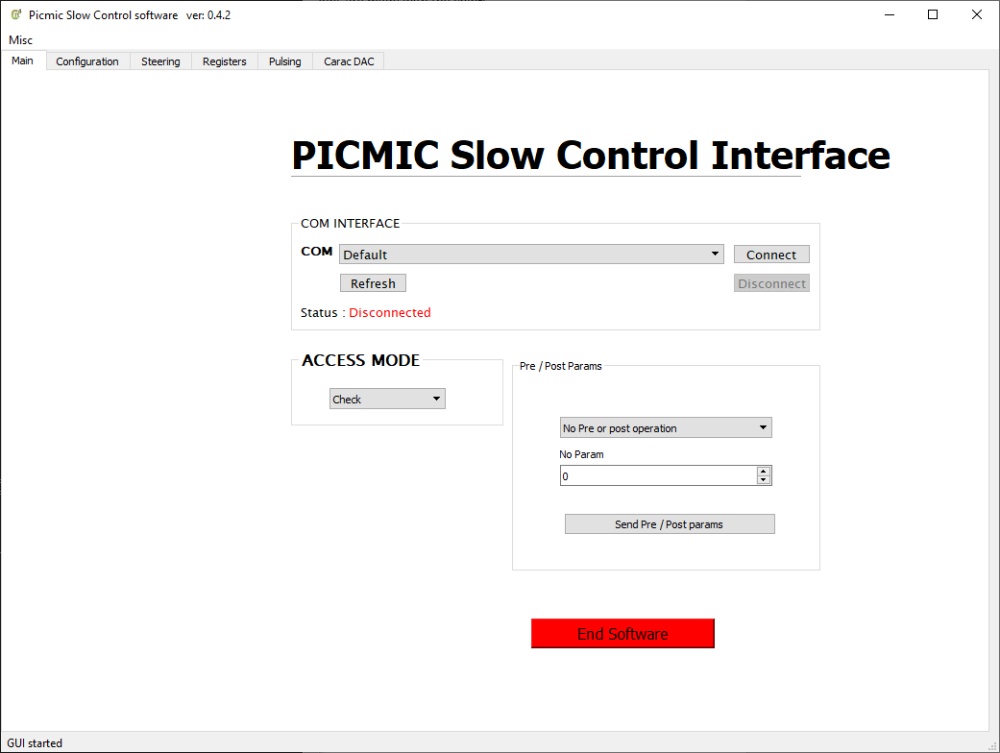 Picmic Slow Control software ver: 0.4.2
Misc
Main Configuration Steering Registers Pulsing Carac DAC
PICMIC Slow Control Interface
COM INTERFACE
COM Default Connect
Refresh Disconnect
Status : Disconnected
ACCESS MODE
Check
Pre / Post Params
No Pre or post operation
No Param
0
Send Pre / Post params
End Software
GUI started